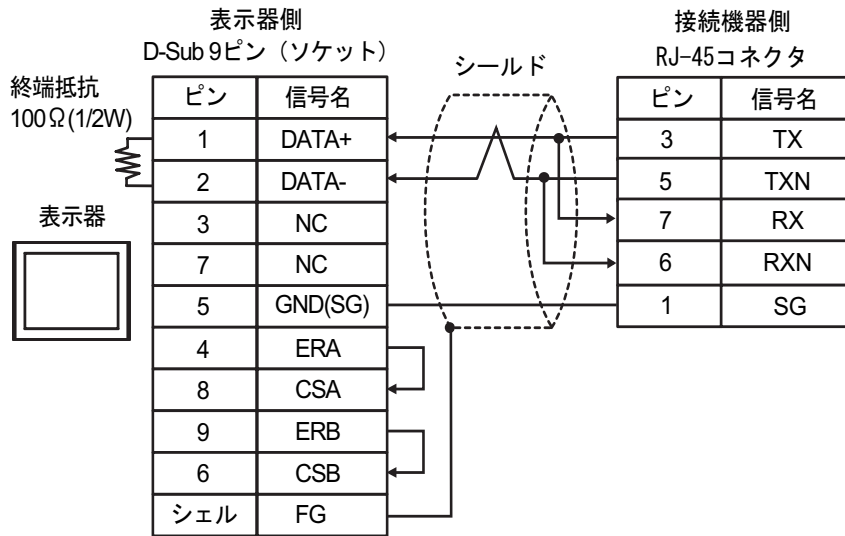 表示器側
D-Sub 9ピン（ソケット）
接続機器側
RJ-45コネクタ
シールド
終端抵抗
100Ω(1/2W)
表示器
ピン 信号名
1 DATA+
2 DATA-
3 NC
7 NC
5 GND(SG)
4 ERA
8 CSA
9 ERB
6 CSB
シェル FG
ピン 信号名
3 TX
5 TXN
7 RX
6 RXN
1 SG